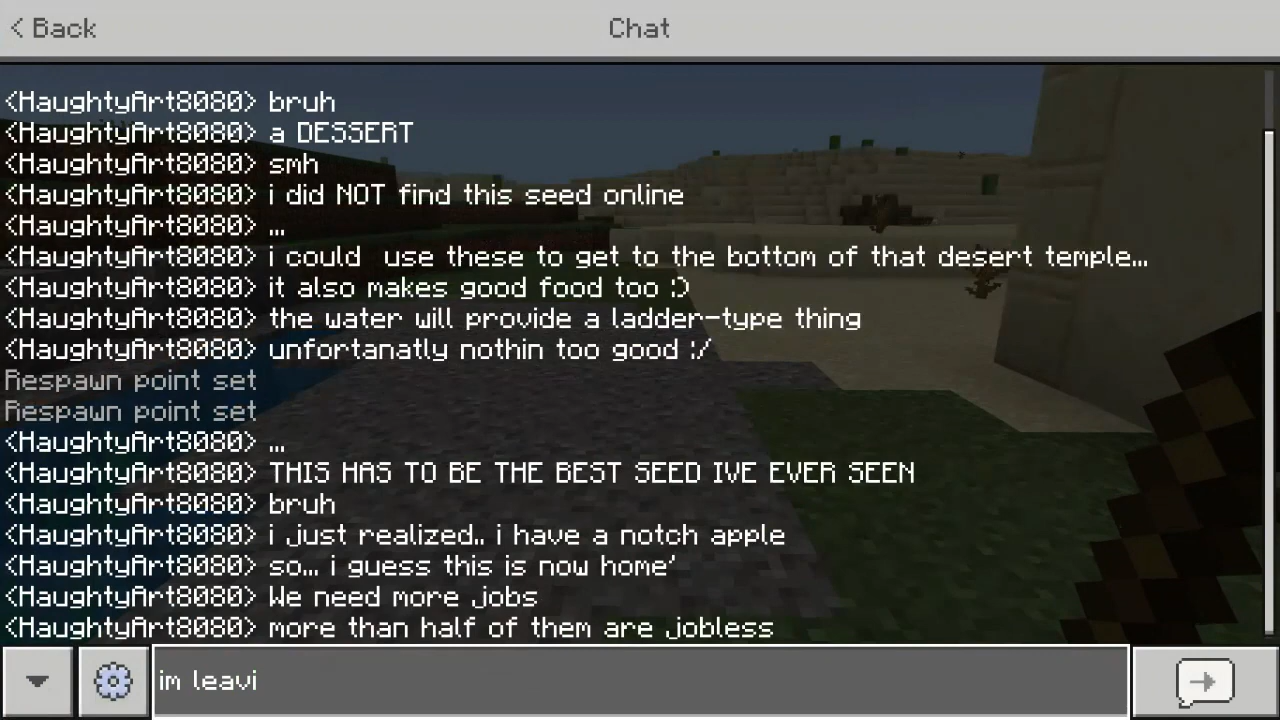 < Back
Chat
<HaughtyArt8080> bruh
<HaughtyArt8080> a DESSERT
<HaughtyArt8080> smh
<HaughtyArt8080> i did NOT find this seed online
<HaughtyArt8080> ...
<HaughtyArt8080> i could  use these to get to the bottom of that desert temple...
<HaughtyArt8080> it also makes good food too :)
<HaughtyArt8080> the water will provide a ladder-type thing
<HaughtyArt8080> unfortanatly nothin too good :/
Respawn point set
Respawn point set
<HaughtyArt8080> ...
<HaughtyArt8080> THIS HAS TO BE THE BEST SEED IVE EVER SEEN
<HaughtyArt8080> bruh
<HaughtyArt8080> i just realized.. i have a notch apple
<HaughtyArt8080> so... i guess this is now home'
<HaughtyArt8080> We need more jobs
<HaughtyArt8080> more than half of them are jobless
im leavi